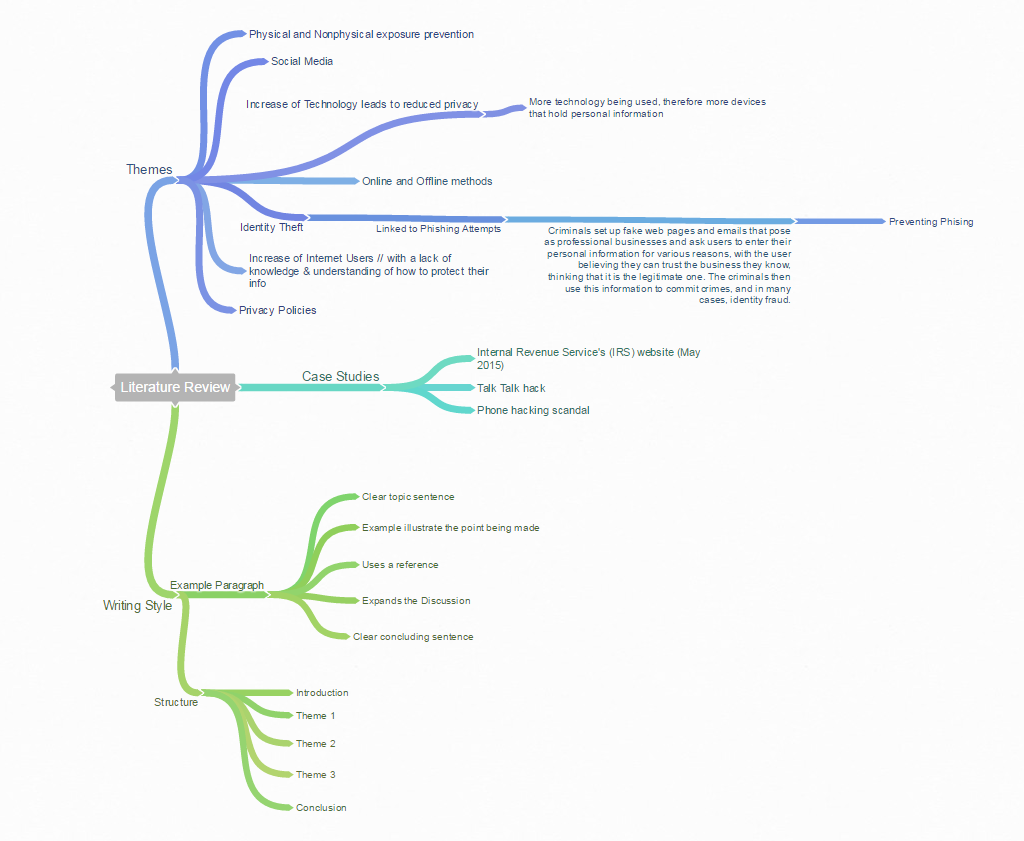 Physical and Nonphysical exposure prevention
Social Media
Increase of Technology leads to reduced privacy
More technology being used, therefore more devices
that hold personal information
Themes
Online and Offline methods
Identity Theft
Linked to Phishing Attempts
Criminals set up fake web pages and emails that pose
as professional businesses and ask users to enter their
personal information for various reasons, with the user
believing they can trust the business they know,
thinking that it is the legitimate one. The criminals then
use this information to commit crimes, and in many
cases, identity fraud.
Preventing Phising
Increase of Internet Users // with a lack of
knowledge & understanding of how to protect their
info
Privacy Policies
Literature Review
Case Studies
Internal Revenue Service's (IRS) website (May
2015)
Talk Talk hack
Phone hacking scandal
Writing Style
Example Paragraph
Clear topic sentence
Example illustrate the point being made
Uses a reference
Expands the Discussion
Clear concluding sentence
Structure
Introduction
Theme 1
Theme 2
Theme 3
Conclusion